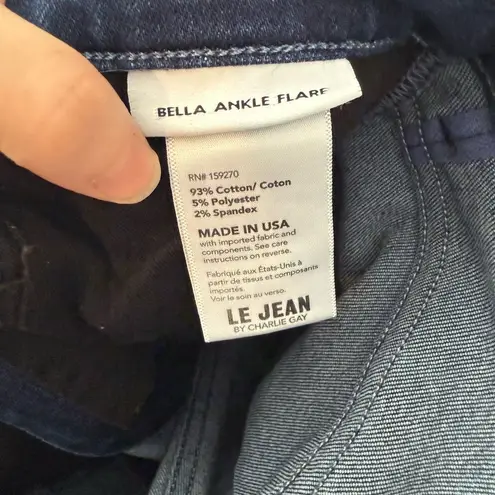 BELLA ANKLE FLARE
RN# 159270
93% Cotton/ Coton
5% Polyester
2% Spandex
MADE IN USA
with imported fabric and
components. See care
instructions on reverse.
Fabriqué aux États-Unis à
partir de tissus et composants
importés.
Voir le soin au verso.
LE JEAN
BY CHARLIE GAY